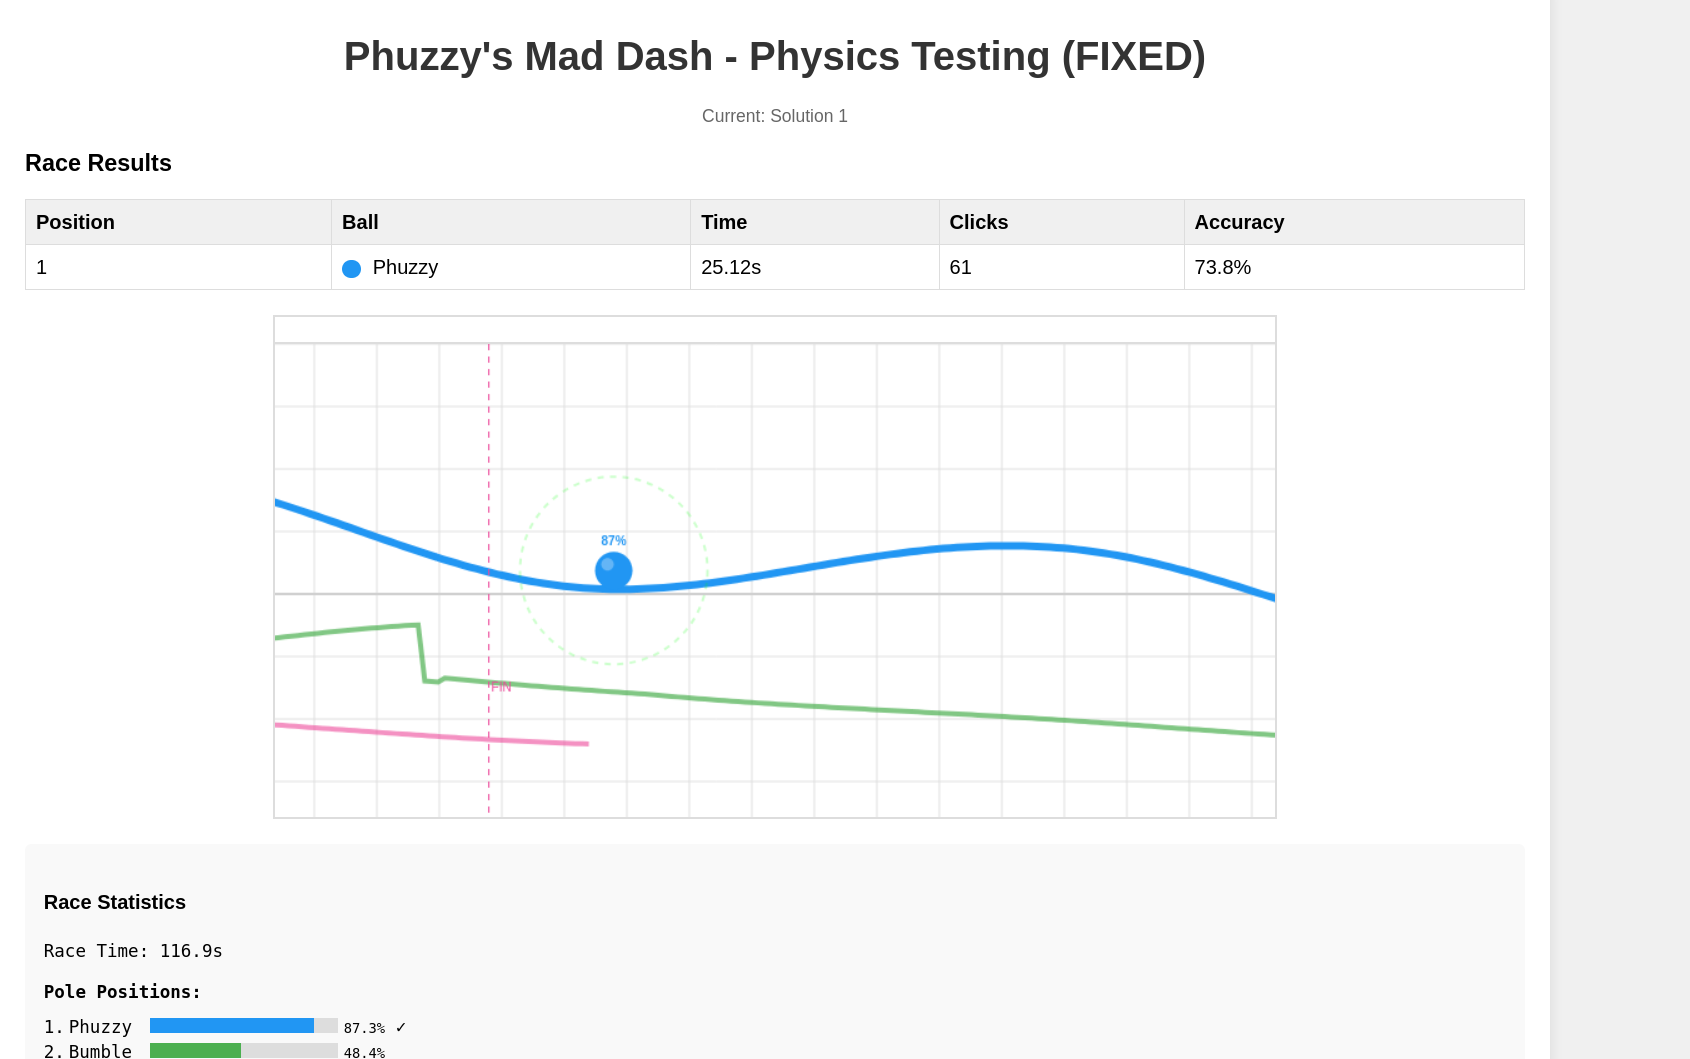 Phuzzy's Mad Dash - Physics Testing (FIXED)
Current: Solution 1
Race Results
Position Ball Time Clicks Accuracy
1 Phuzzy 25.12s 61 73.8%
87%
FIN
Race Statistics
Race Time: 116.9s
Pole Positions:
1. Phuzzy 87.3% ✓
2. Bumble 48.4%